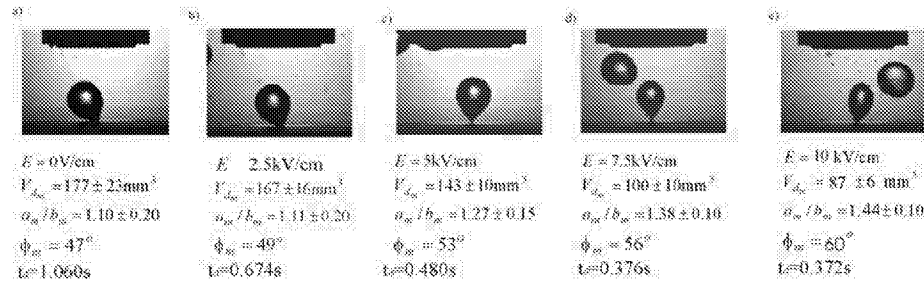 a)
b)
c)
d)
e)
E = 0V/cm
V_d∞ = 177 ± 23mm³
a∞/b∞ = 1.10 ± 0.20
ϕ∞ = 47°
t=1.060s
E 2.5kV/cm
V_d∞ = 167 ± 16mm³
a∞/b∞ = 1.11 ± 0.20
ϕ∞ = 49°
t=0.674s
E = 5kV/cm
V_d∞ = 143 ± 10mm³
a∞/b∞ = 1.27 ± 0.15
ϕ∞ = 53°
t=0.480s
E = 7.5kV/cm
V_d∞ = 100 ± 10mm³
a∞/b∞ = 1.38 ± 0.10
ϕ∞ = 56°
t=0.376s
E = 10 kV/cm
V_d∞ = 87 ± 6 mm³
a∞/b∞ = 1.44 ± 0.10
ϕ∞ = 60°
t=0.372s